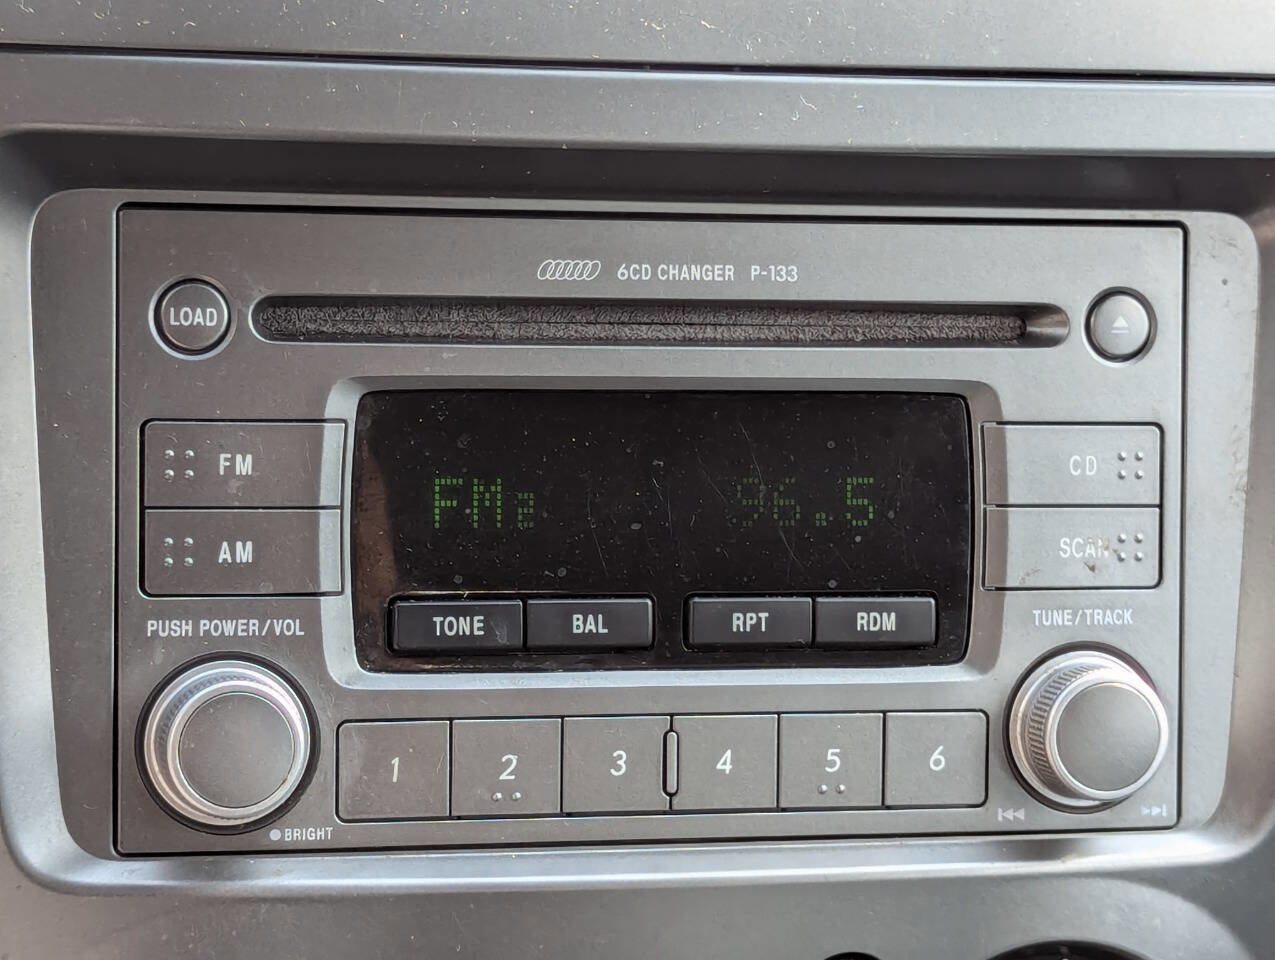 6CD CHANGER P-133
LOAD
FM
CD
FM2 96.5
AM
SCAN
TONE
BAL
RPT
RDM
PUSH POWER/VOL
TUNE/TRACK
1
2
3
4
5
6
BRIGHT